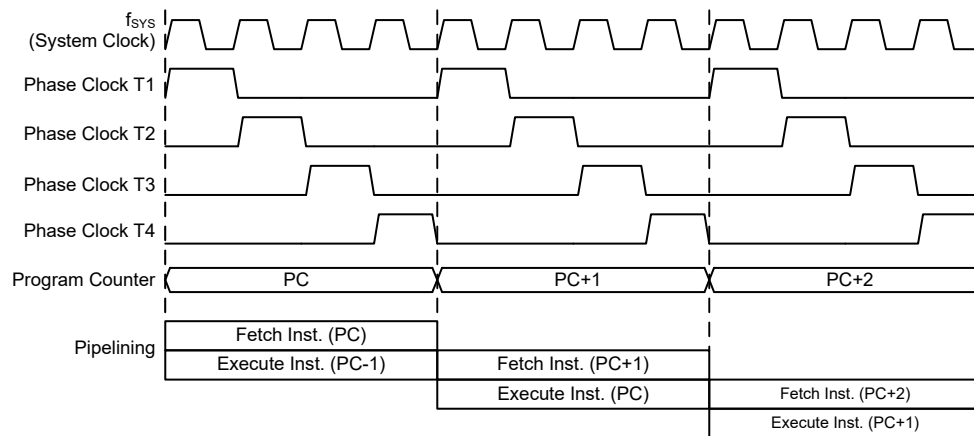 fSYS
(System Clock)
Phase Clock T1
Phase Clock T2
Phase Clock T3
Phase Clock T4
Program Counter PC PC+1 PC+2
Pipelining
Fetch Inst. (PC)
Execute Inst. (PC-1) Fetch Inst. (PC+1)
Execute Inst. (PC) Fetch Inst. (PC+2)
Execute Inst. (PC+1)